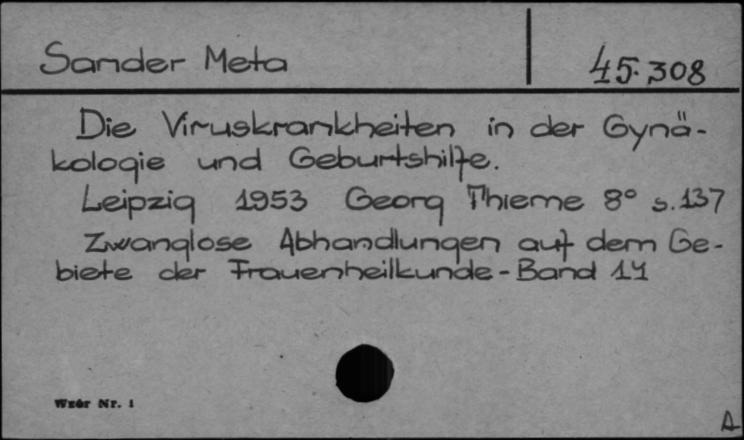 Sander Meta 45.308
Die Viruskrankheiten in der Gynä-
kologie und Geburtshilfe.
Leipzig 1953 Georg Thieme 8° s.137
Zwanglose Abhandlungen auf dem Ge-
biete der Frauenheilkunde - Band 14
Wzór Nr. 1
A